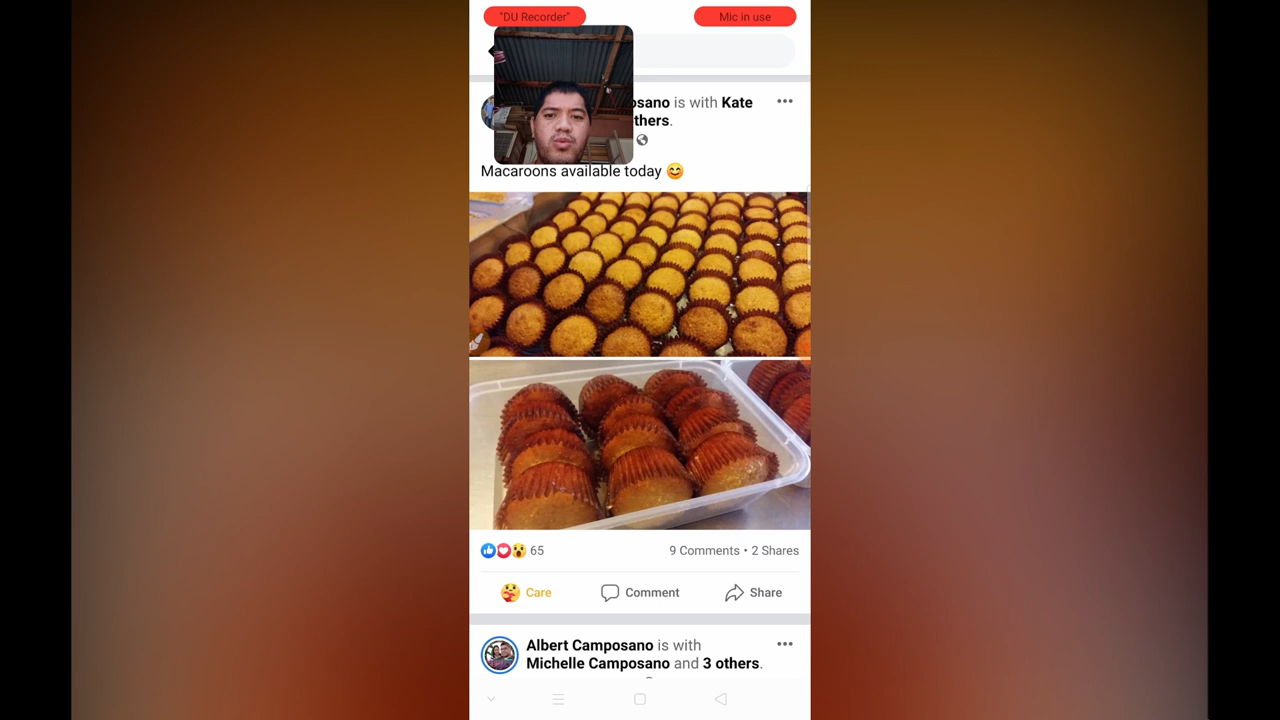 "DU Recorder"
Mic in use
osano is with Kate
thers.
Macaroons available today 😊
65
9 Comments • 2 Shares
Care
Comment
Share
Albert Camposano is with
Michelle Camposano and 3 others.